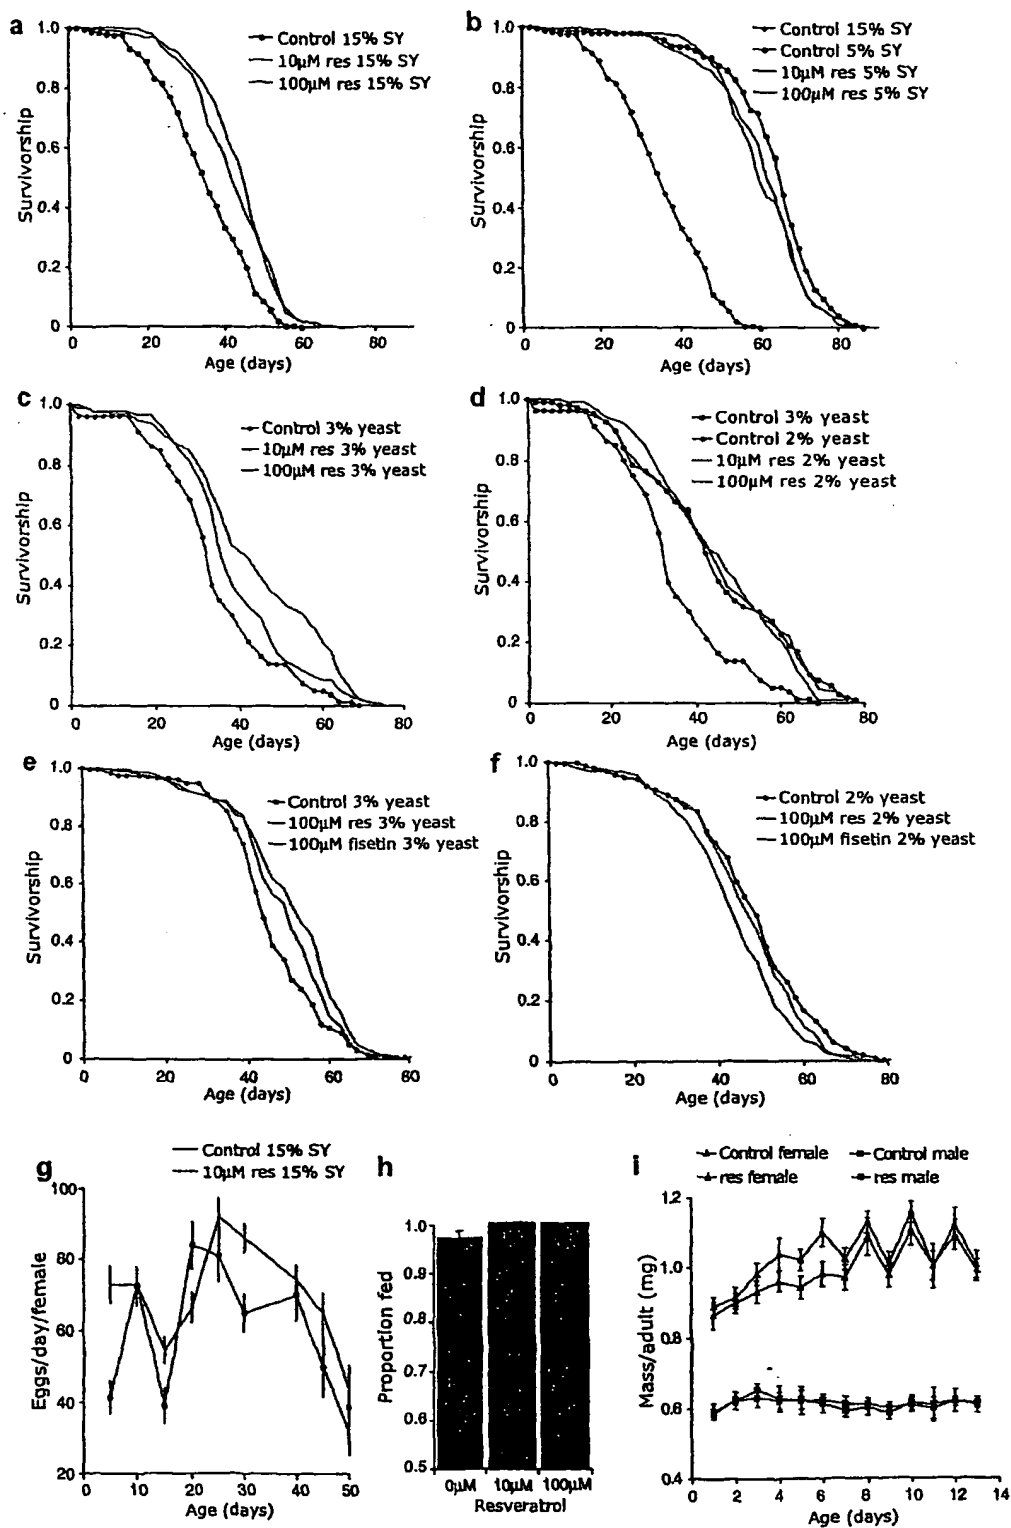 a
Control 15% SY
10μM res 15% SY
100μM res 15% SY
Survivorship
1.0
0.8
0.6
0.4
0.2
0
0 20 40 60 80
Age (days)
b
Control 15% SY
Control 5% SY
10μM res 5% SY
100μM res 5% SY
Survivorship
1.0
0.8
0.6
0.4
0.2
0
0 20 40 60 80
Age (days)
c
Control 3% yeast
10μM res 3% yeast
100μM res 3% yeast
Survivorship
1.0
0.8
0.6
0.4
0.2
0
0 20 40 60 80
Age (days)
d
Control 3% yeast
Control 2% yeast
10μM res 2% yeast
100μM res 2% yeast
Survivorship
1.0
0.8
0.6
0.4
0.2
0
0 20 40 60 80
Age (days)
e
Control 3% yeast
100μM res 3% yeast
100μM fisetin 3% yeast
Survivorship
1.0
0.8
0.6
0.4
0.2
0
0 20 40 60 80
Age (days)
f
Control 2% yeast
100μM res 2% yeast
100μM fisetin 2% yeast
Survivorship
1.0
0.8
0.6
0.4
0.2
0
0 20 40 60 80
Age (days)
g
Control 15% SY
10μM res 15% SY
Eggs/day/female
100
80
60
40
20
0 10 20 30 40 50
Age (days)
h
Proportion fed
1.0
0.9
0.8
0.7
0.6
0.5
0μM 10μM 100μM
Resveratrol
i
Control female Control male
res female res male
Mass/adult (mg)
1.2
1.0
0.8
0.6
0.4
0 2 4 6 8 10 12 14
Age (days)